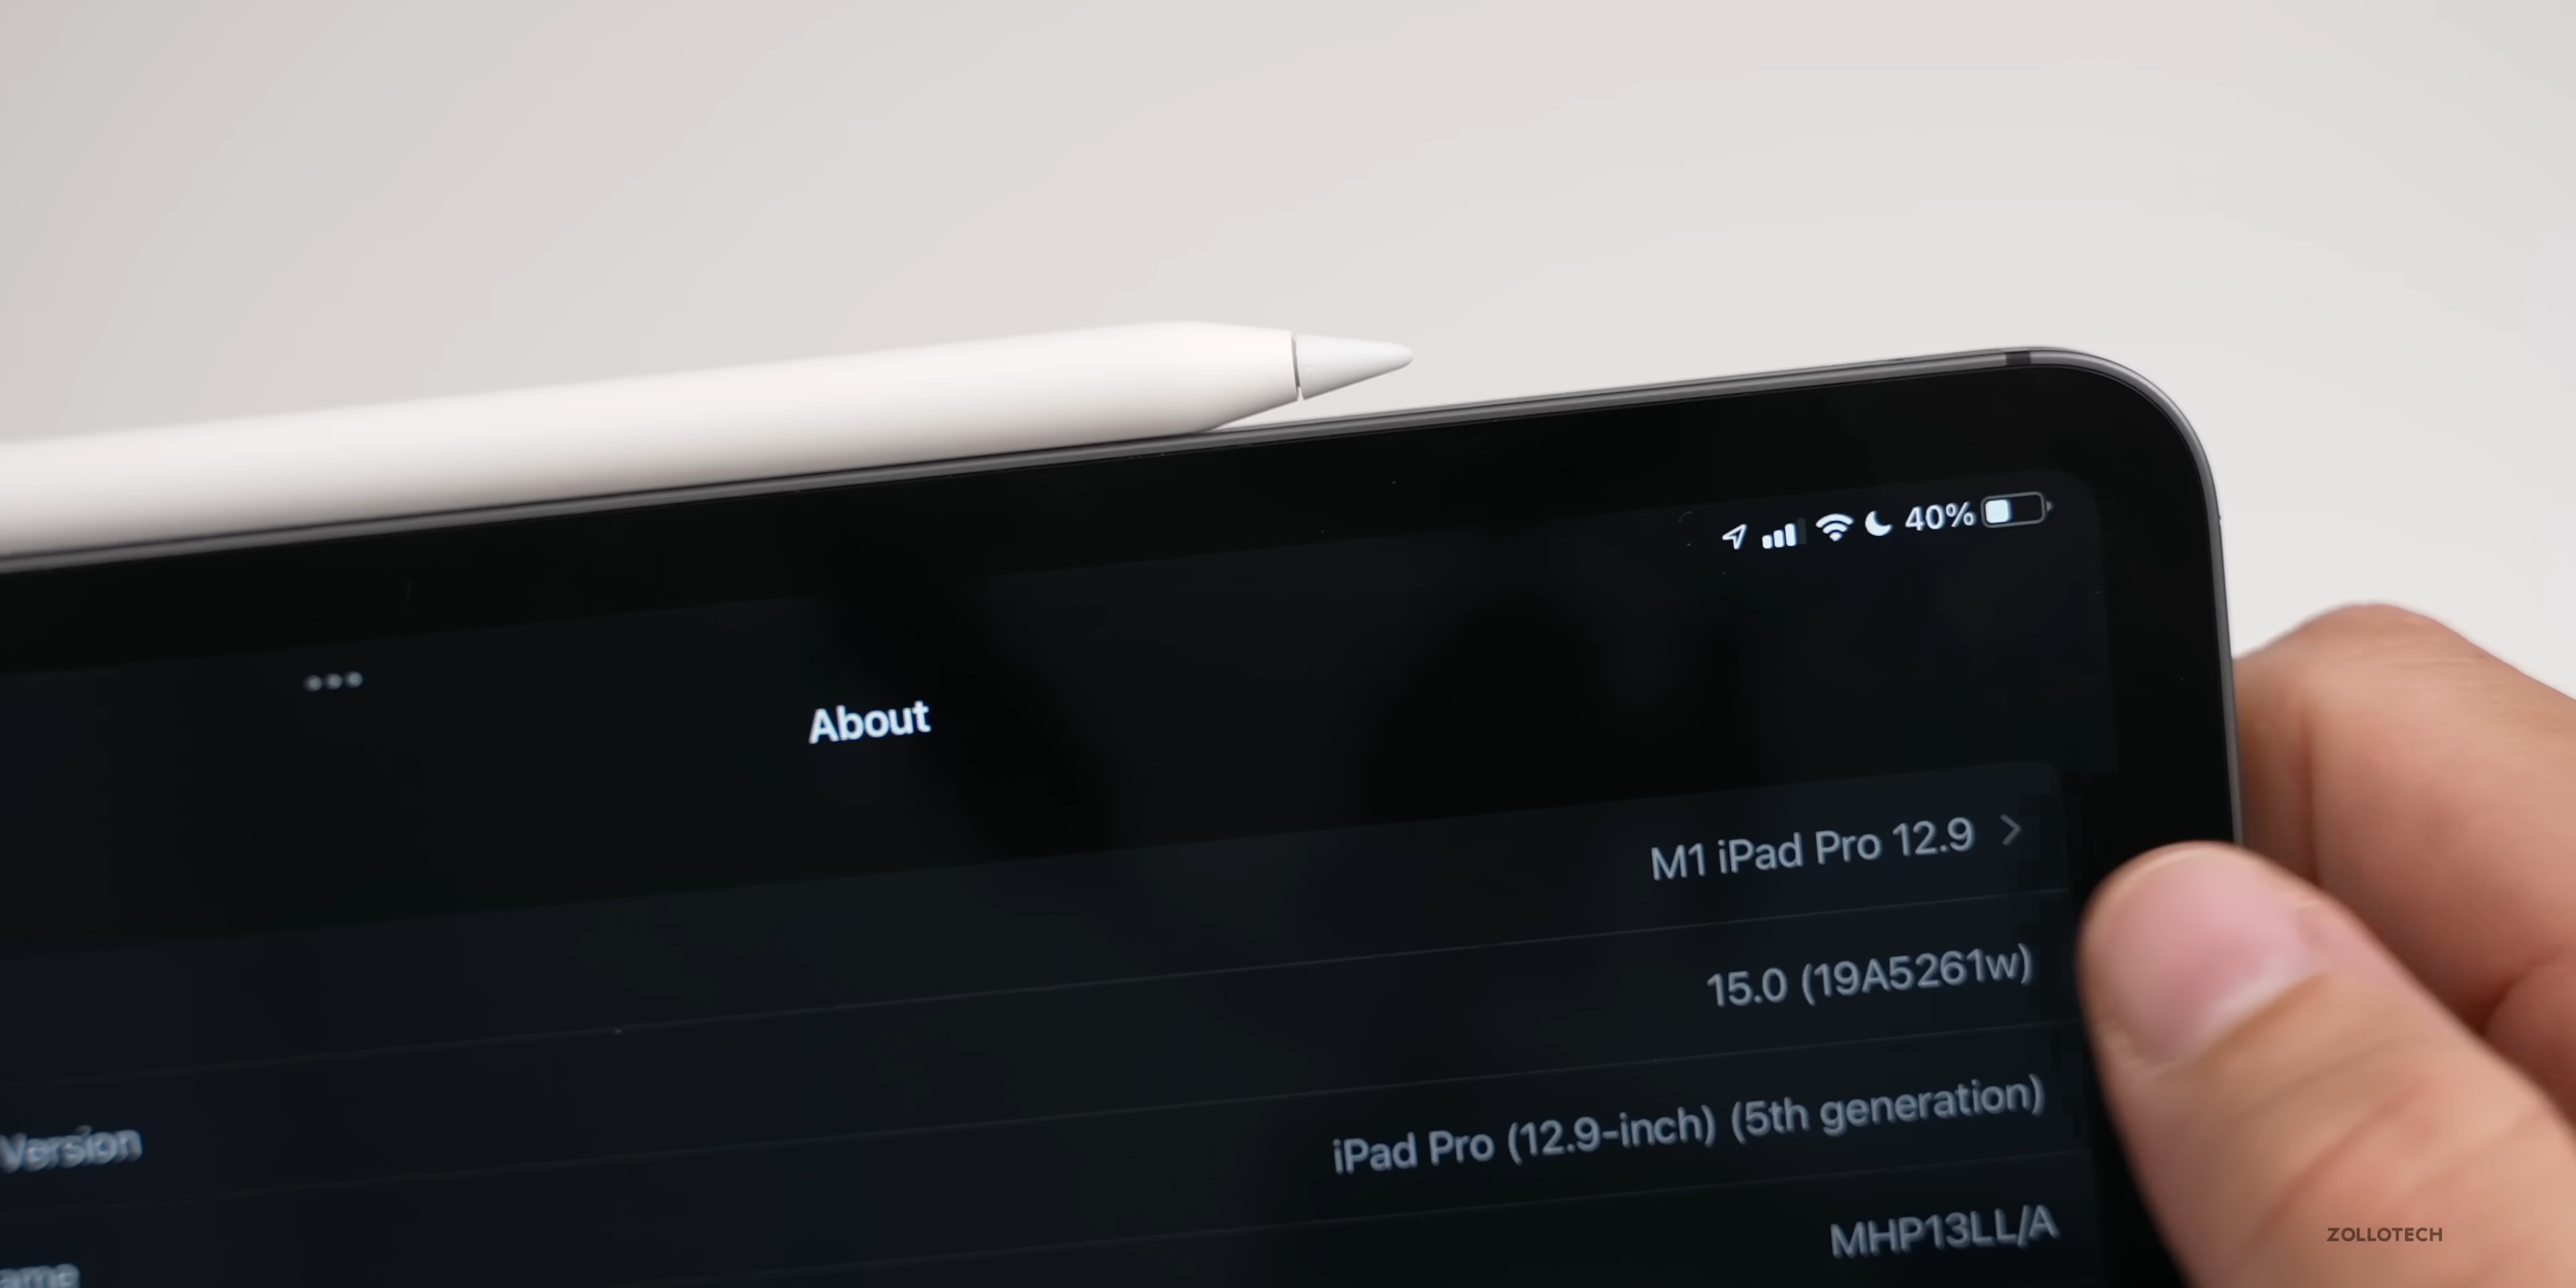 40%
About
M1 iPad Pro 12.9
15.0 (19A5261w)
Version
iPad Pro (12.9-inch) (5th generation)
ame
MHP13LL/A
ZOLLOTECH